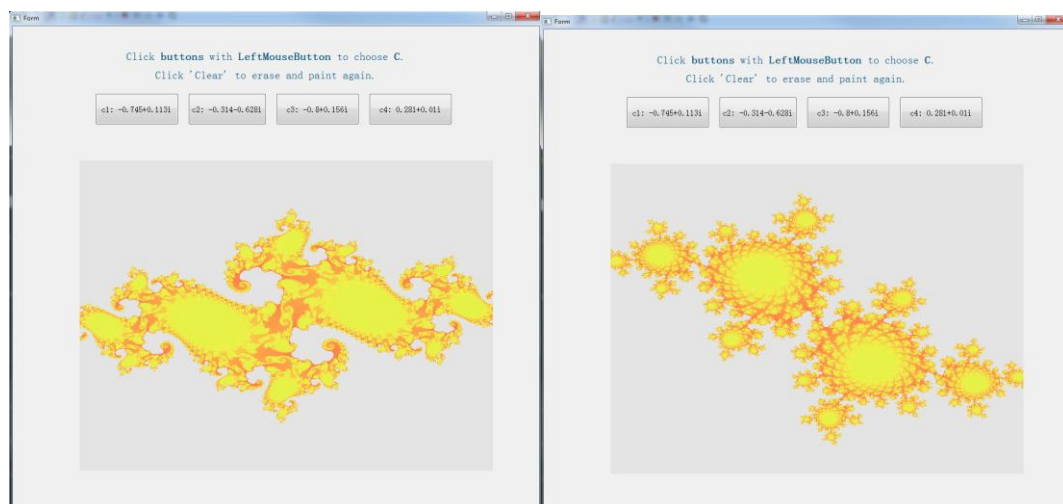 Form
Click buttons with LeftMouseButton to choose C.
Click 'Clear' to erase and paint again.
c1: -0.745+0.113i c2: -0.314-0.628i c3: -0.8+0.156i c4: 0.281+0.01i
Form
Click buttons with LeftMouseButton to choose C.
Click 'Clear' to erase and paint again.
c1: -0.745+0.113i c2: -0.314-0.628i c3: -0.8+0.156i c4: 0.281+0.01i